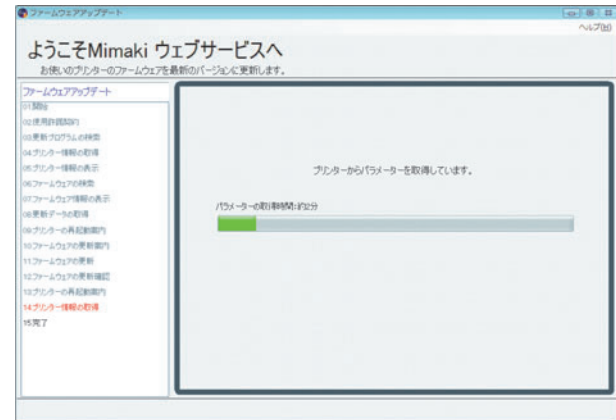 ファームウェアアップデート
ヘルプ(H)
ようこそMimaki ウェブサービスへ
お使いのプリンターのファームウェアを最新のバージョンに更新します。
ファームウェアアップデート
01開始
02使用許諾契約
03更新プログラムの検索
04プリンター情報の取得
05プリンター情報の表示
06ファームウェアの検索
07ファームウェア情報の表示
08更新データの取得
09プリンターの再起動案内
10ファームウェアの更新案内
11ファームウェアの更新
12ファームウェアの更新確認
13プリンターの再起動案内
14プリンター情報の取得
15完了
プリンターからパラメーターを取得しています。
パラメーターの取得時間:約2分